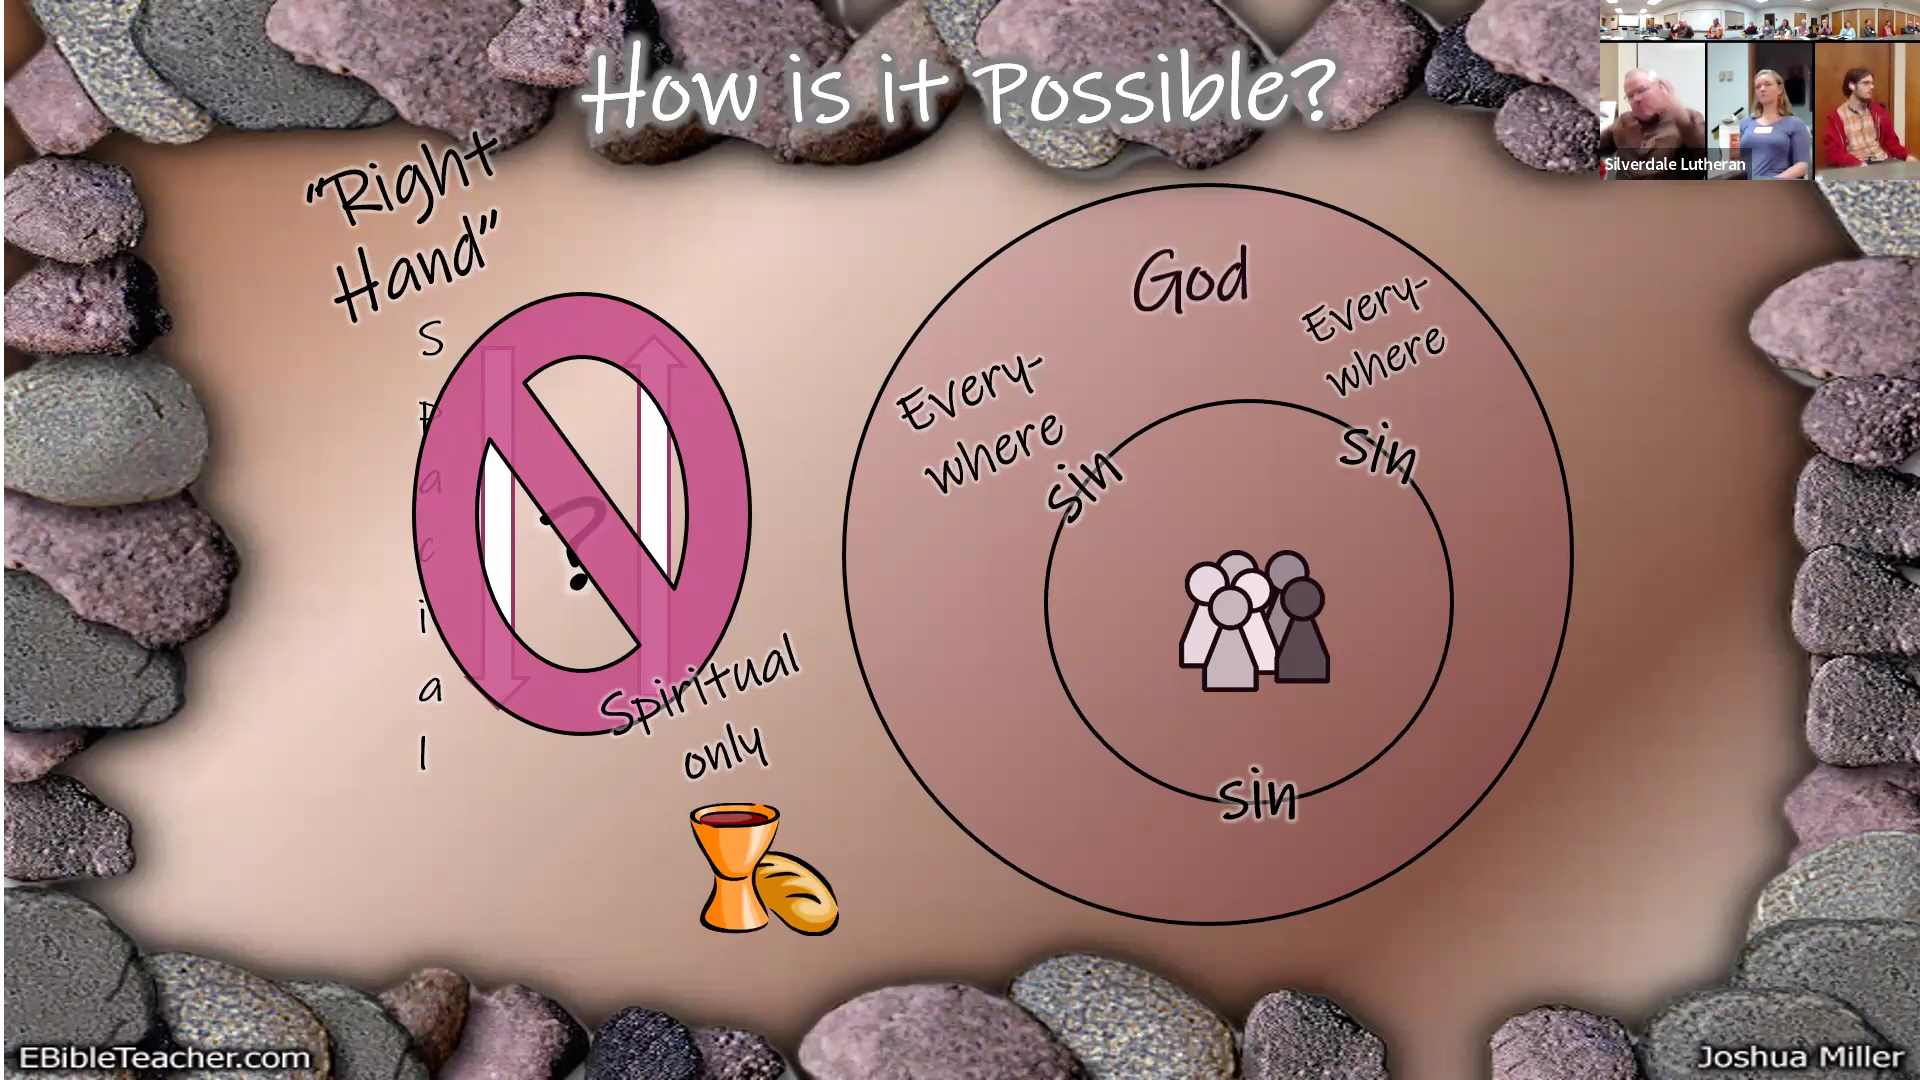 How is it Possible?
Silverdale Lutheran
"Right
Hand"
S
p
a
c
i
a
l
?
Spiritual
only
God
Every-
where
Every-
where
sin
sin
sin
EBibleTeacher.com
Joshua Miller